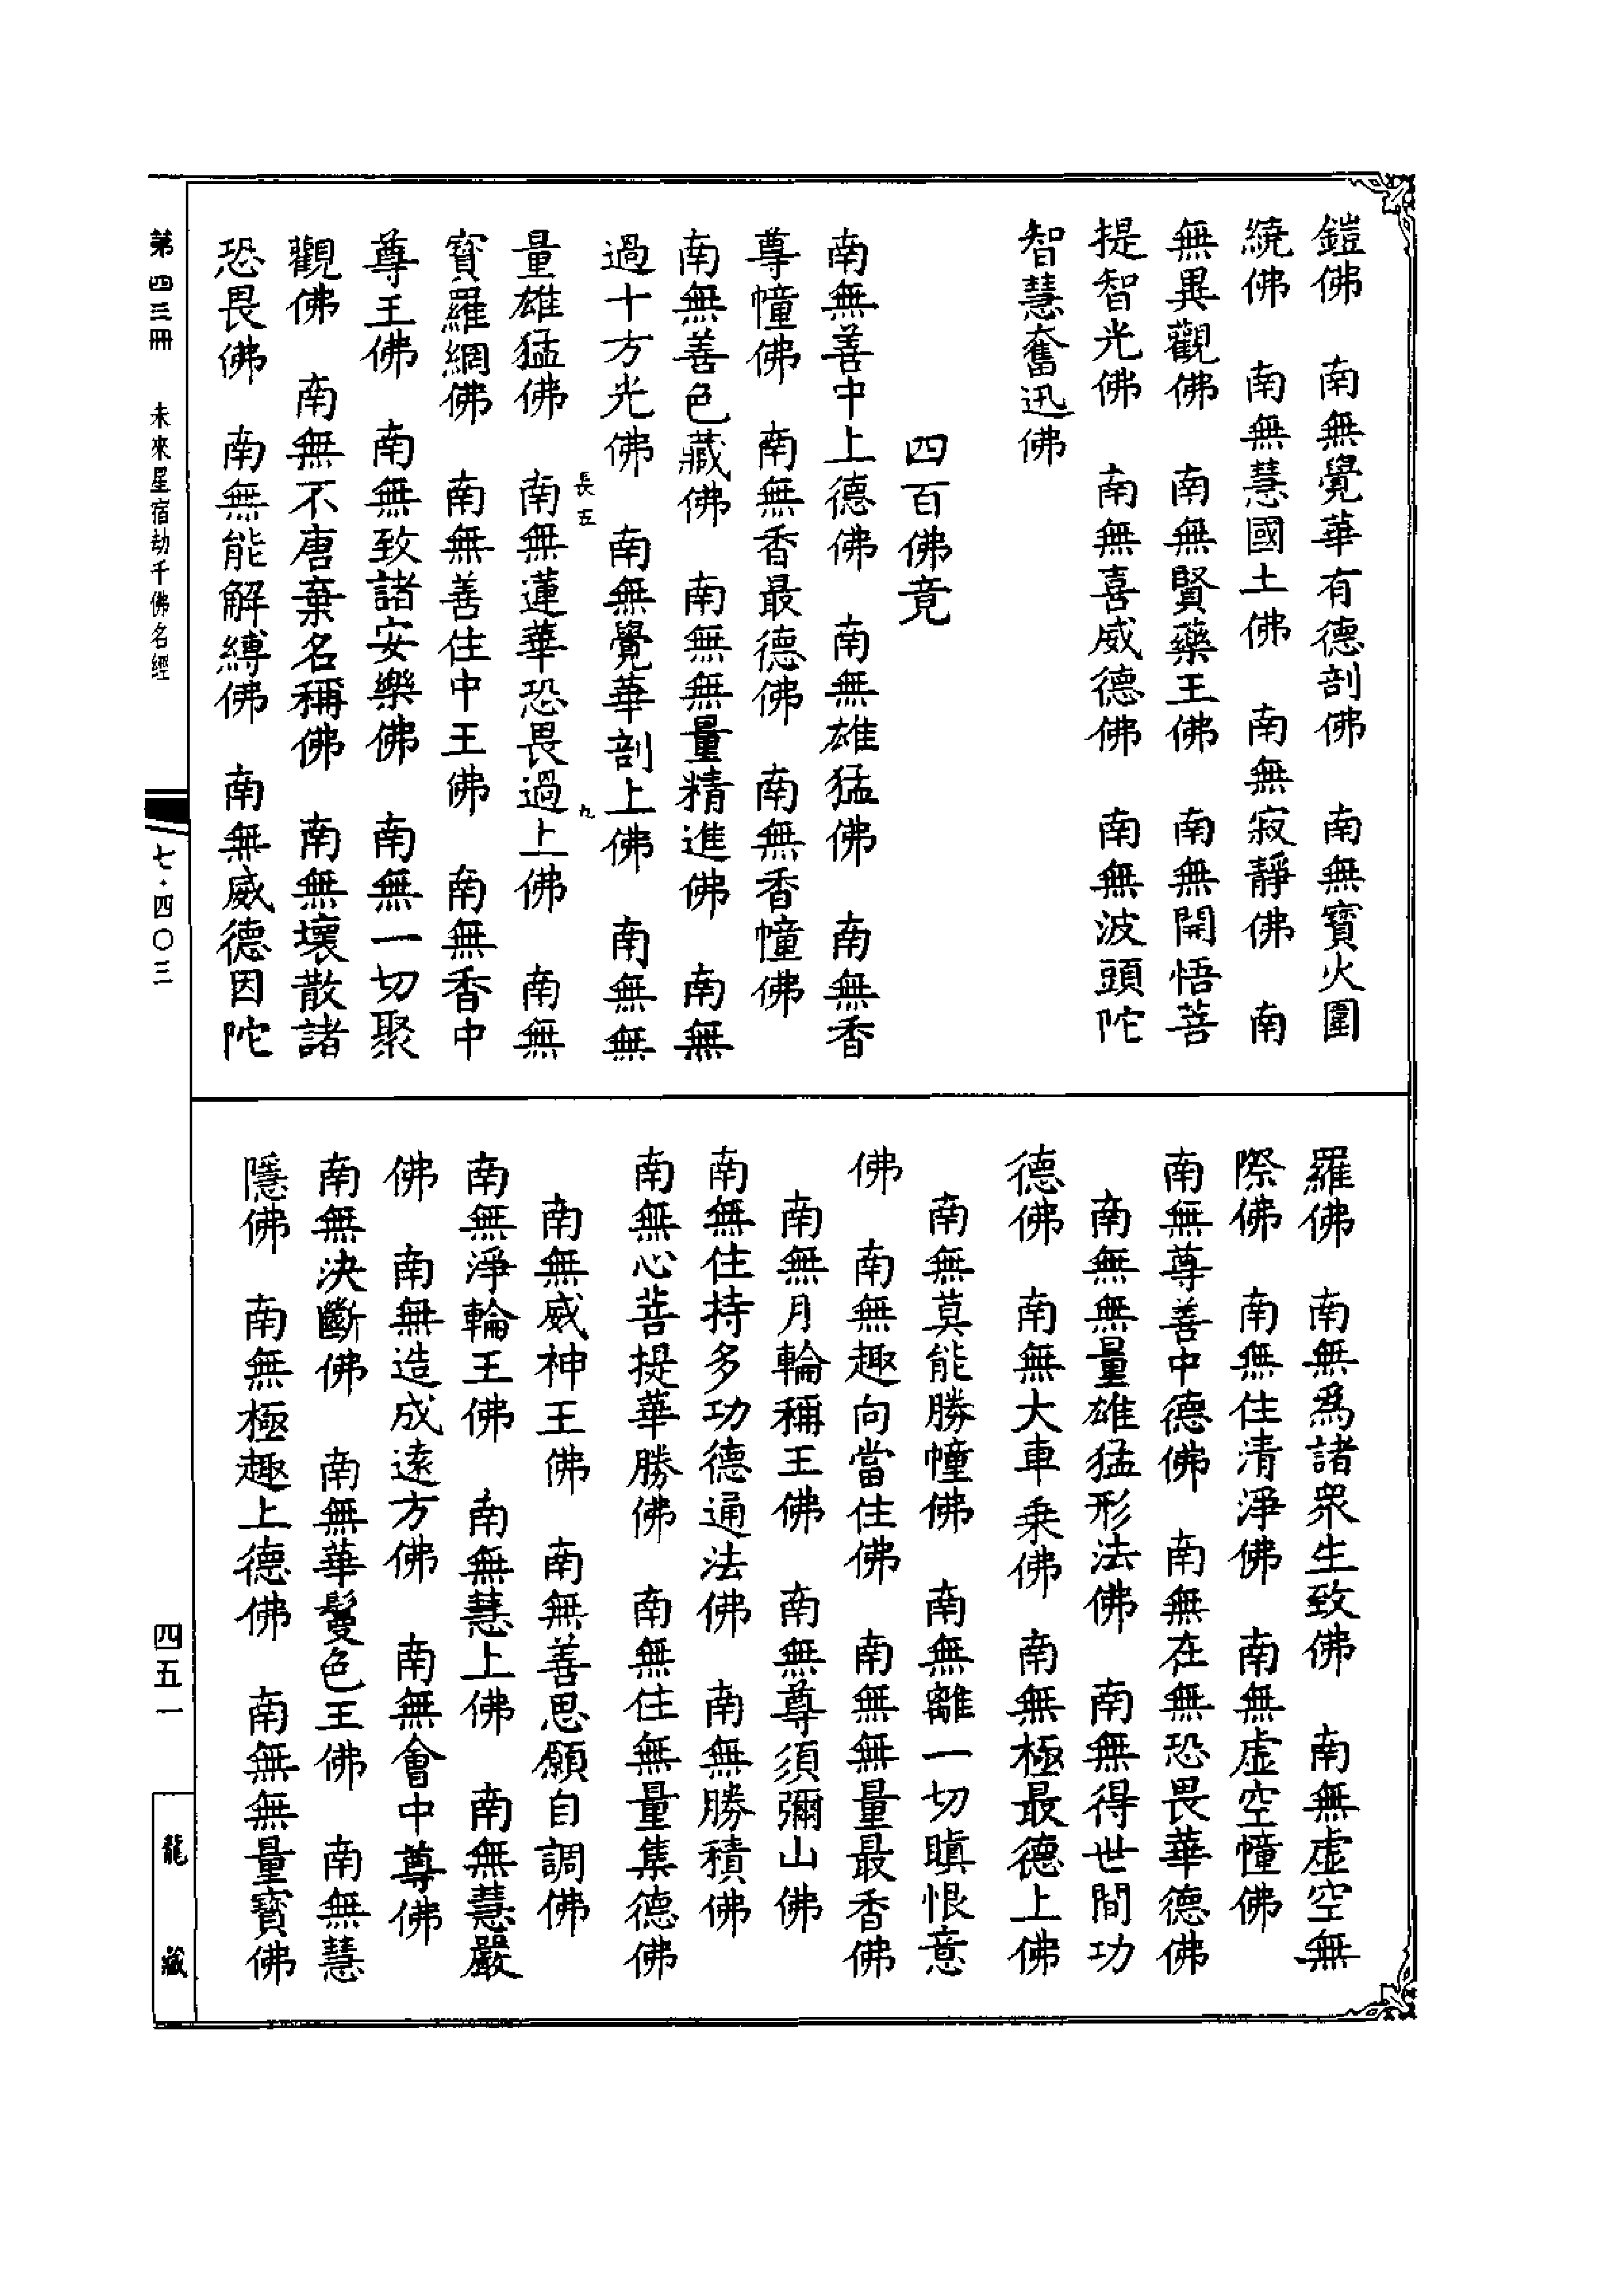 鎧佛　南無覺華有德剖佛　南無寶火圍
繞佛　南無慧國土佛　南無寂靜佛　南
無異觀佛　南無賢藥王佛　南無開悟菩
提智光佛　南無喜威德佛　南無波頭陀
智慧奮迅佛
四百佛竟
南無善中上德佛　南無雄猛佛　南無香
尊幢佛　南無香最德佛　南無香幢佛
南無善色藏佛　南無無量精進佛　南無
過十方光佛　南無覺華剖上佛　南無無
長五　九
量雄猛佛　南無蓮華恐畏過上佛　南無
寶羅網佛　南無善住中王佛　南無香中
尊王佛　南無致諸安樂佛　南無一切聚
觀佛　南無不唐棄名稱佛　南無壞散諸
恐畏佛　南無能解縛佛　南無威德因陀
羅佛　南無為諸眾生致佛　南無虛空無
際佛　南無住清淨佛　南無虛空幢佛
南無尊善中德佛　南無在無恐畏華德佛
南無無量雄猛形法佛　南無得世間功
德佛　南無大車乘佛　南無極最德上佛
南無莫能勝幢佛　南無離一切瞋恨意
佛　南無趣向當住佛　南無無量最香佛
南無月輪稱王佛　南無尊須彌山佛
南無住持多功德通法佛　南無勝積佛
南無心菩提華勝佛　南無住無量集德佛
南無威神王佛　南無善思願自調佛
南無淨輪王佛　南無慧上佛　南無慧嚴
佛　南無造成遠方佛　南無會中尊佛
南無決斷佛　南無華鬘色王佛　南無慧
隱佛　南無極趣上德佛　南無無量寶佛
第四三冊　未來星宿劫千佛名經
七·四〇三
四五一
龍藏